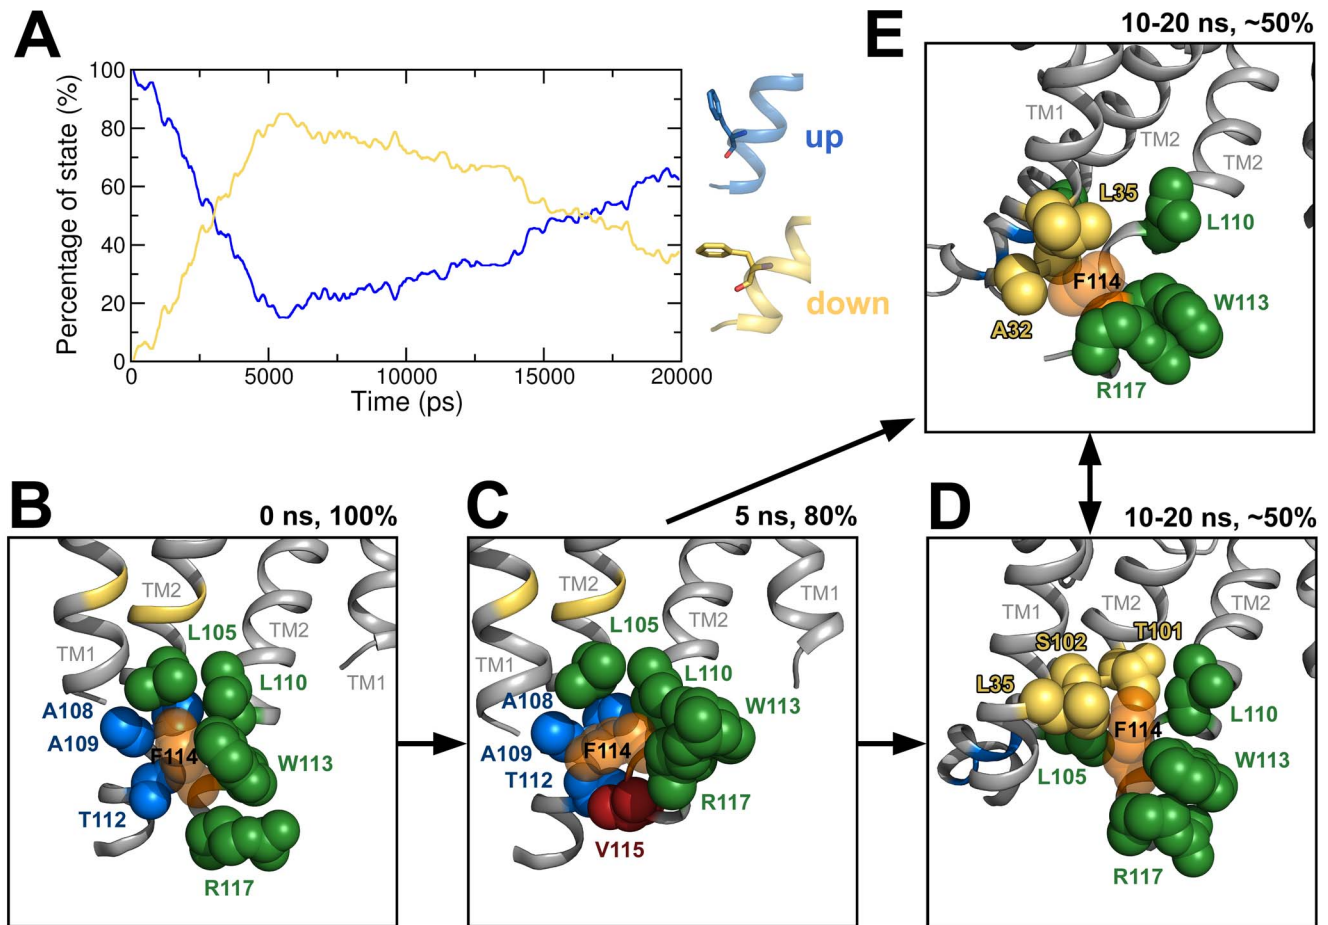 A
Percentage of state (%)
100
80
60
40
20
0
0
5000
10000
15000
20000
Time (ps)
up
down
E
10-20 ns, ~50%
TM1
TM2
TM2
L35
L110
F114
W113
A32
R117
B
0 ns, 100%
TM2
TM1
L105
TM2
TM1
L110
A108
A109
F114
W113
T112
R117
C
5 ns, 80%
TM2
TM1
L105
TM2
TM1
L110
A108
W113
A109
F114
T112
R117
V115
D
10-20 ns, ~50%
TM1
TM2
TM2
S102
T101
L35
L110
F114
L105
W113
R117